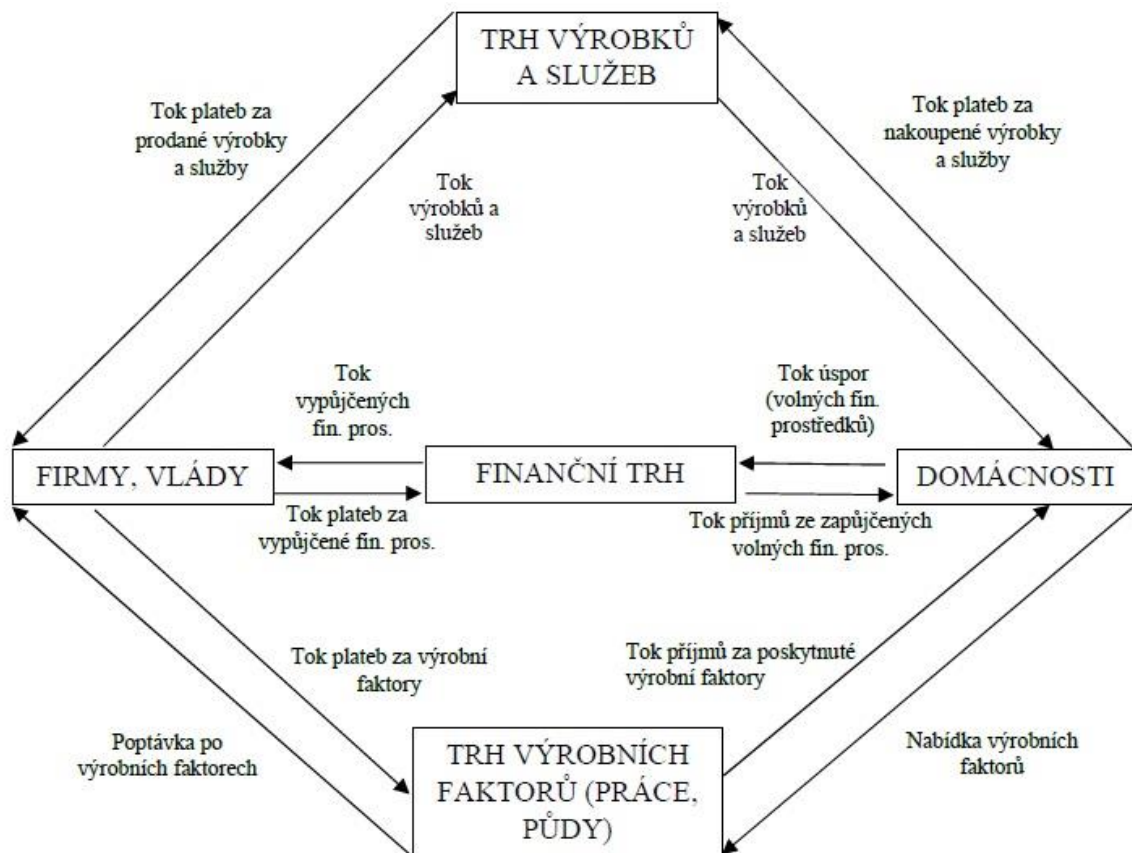 TRH VÝROBKŮ
A SLUŽEB
Tok plateb za
prodané výrobky
a služby
Tok plateb za
nakoupené výrobky
a služby
Tok
výrobků a
služeb
Tok
výrobků
a služeb
Tok
vypůjčených
fin. pros.
Tok úspor
(volných fin.
prostředků)
FIRMY, VLÁDY
FINANČNÍ TRH
DOMÁCNOSTI
Tok plateb za
vypůjčené fin. pros.
Tok příjmů ze zapůjčených
volných fin. pros.
Tok plateb za výrobní
faktory
Tok příjmů za poskytnuté
výrobní faktory
Poptávka po
výrobních faktorech
TRH VÝROBNÍCH
FAKTORŮ (PRÁCE,
PŮDY)
Nabídka výrobních
faktorů